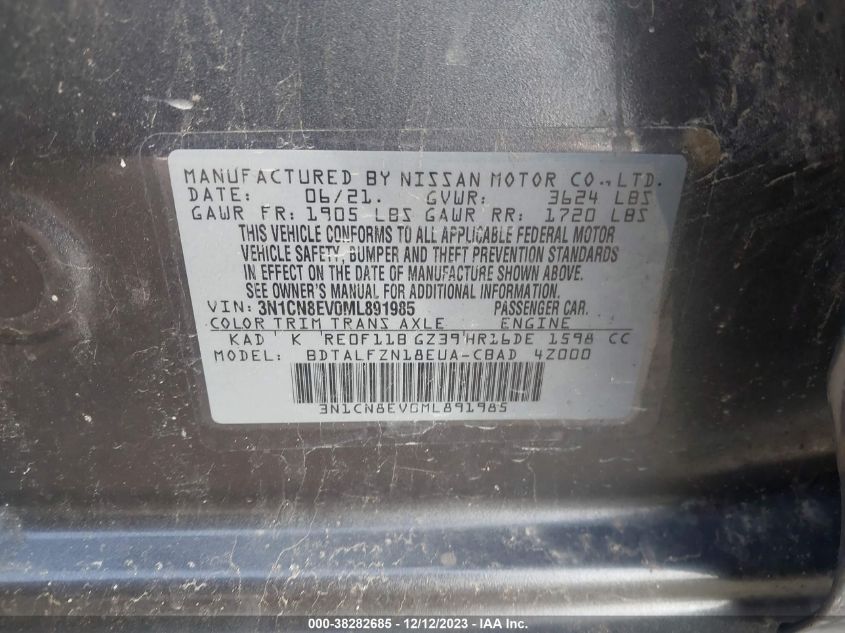 MANUFACTURED BY NISSAN MOTOR CO., LTD.
DATE: 06/21. GVWR: 3624 LBS
GAWR FR: 1905 LBS GAWR RR: 1720 LBS
THIS VEHICLE CONFORMS TO ALL APPLICABLE FEDERAL MOTOR
VEHICLE SAFETY, BUMPER AND THEFT PREVENTION STANDARDS
IN EFFECT ON THE DATE OF MANUFACTURE SHOWN ABOVE.
SEE OWNER'S MANUAL FOR ADDITIONAL INFORMATION.
VIN: 3N1CN8EV0ML891985 PASSENGER CAR.
COLOR TRIM TRANS AXLE ENGINE
KAD K RE0F11B GZ39 HR16DE 1598 CC
MODEL: BDTALFZN18EUA-CBAD 4Z000
3N1CN8EV0ML891985
000-38282685 - 12/12/2023 - IAA Inc.